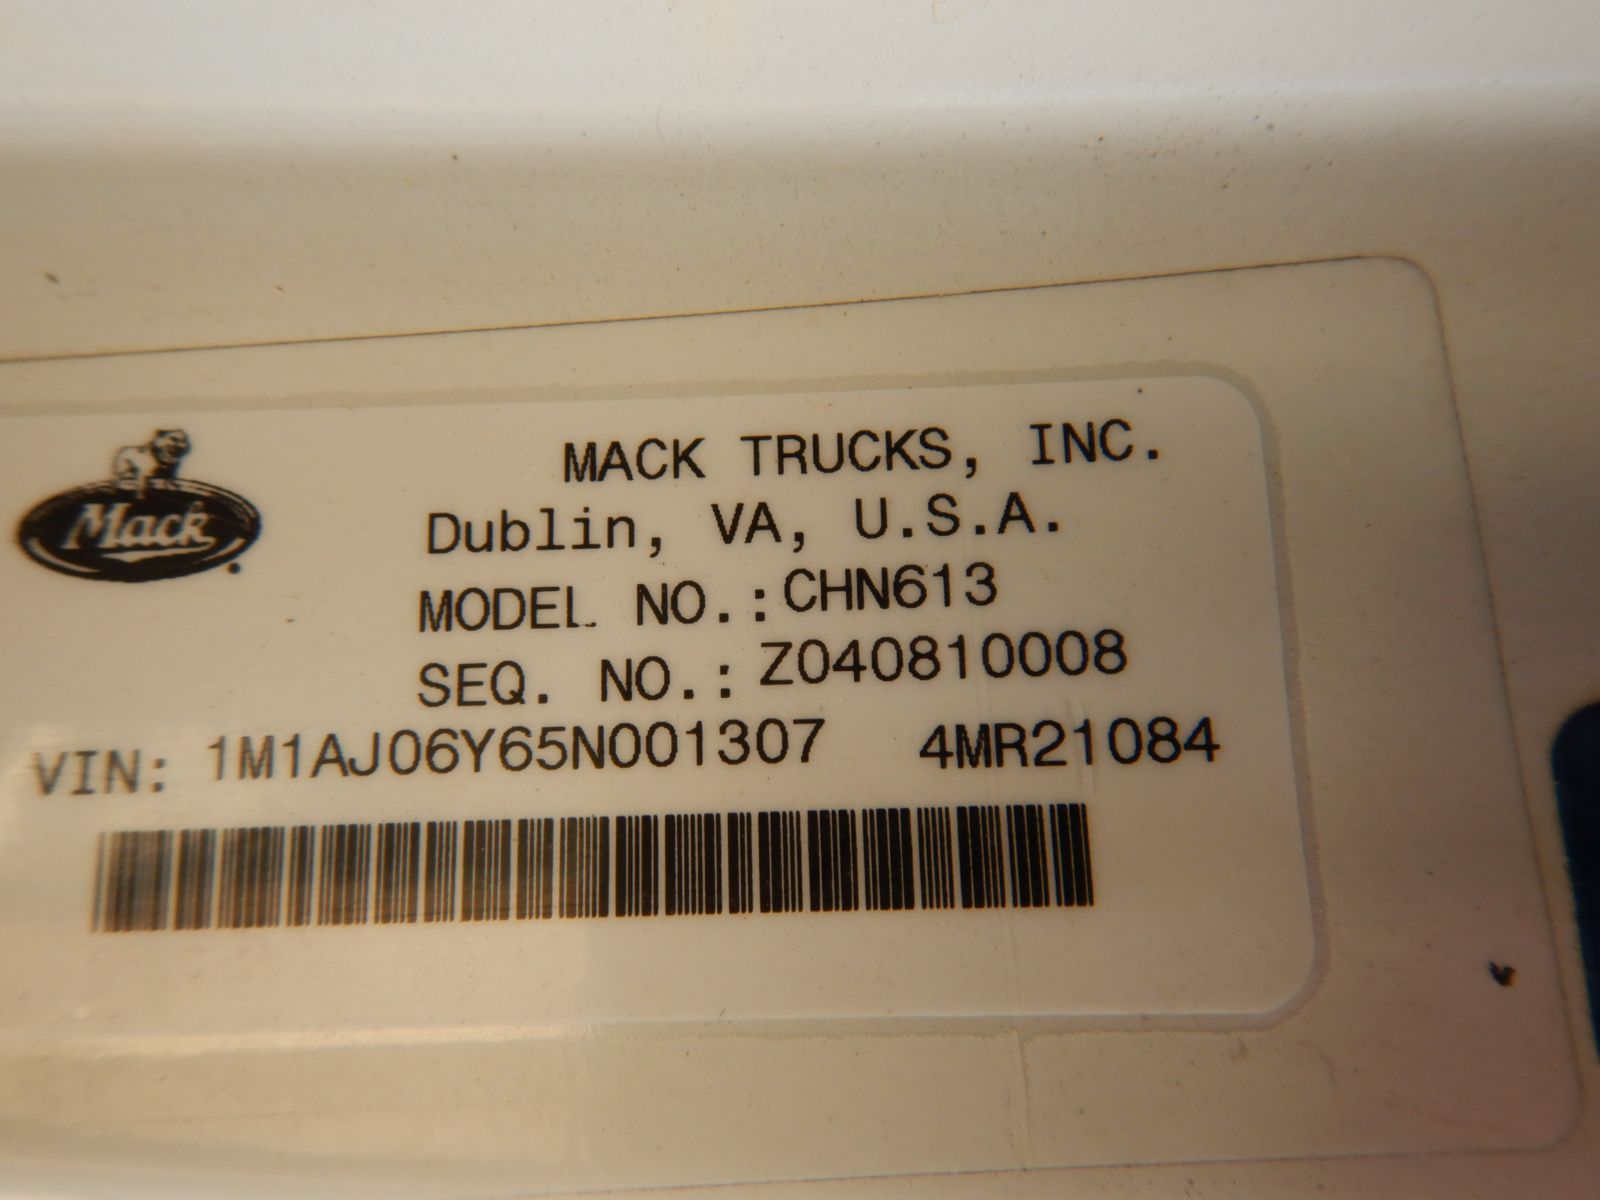 Mack
MACK TRUCKS, INC.
Dublin, VA, U.S.A.
MODEL NO.: CHN613
SEQ. NO.: Z040810008
VIN: 1M1AJ06Y65N001307 4MR21084